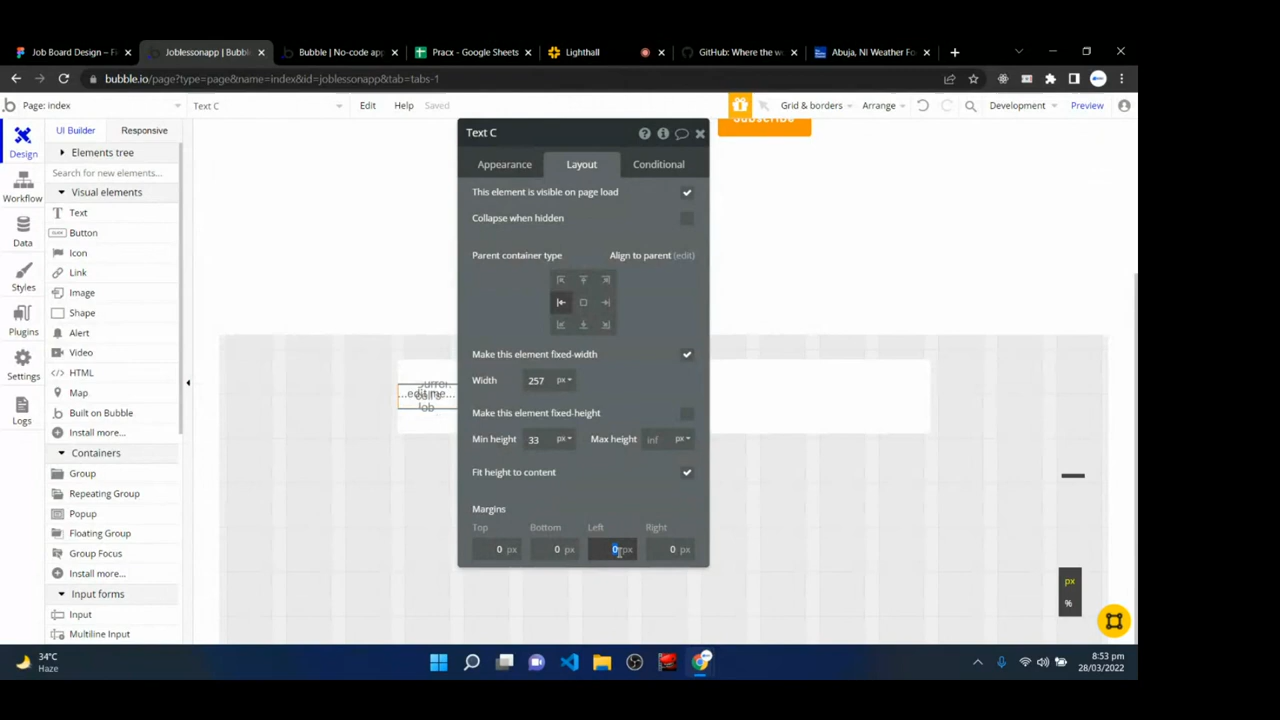 Job Board Design – F
Joblessonapp | Bubbl
Bubble | No-code ap
Pracx - Google Sheets
Lighthall
GitHub: Where the w
Abuja, NI Weather Fo
bubble.io/page?type=page&name=index&id=joblessonapp&tab=tabs-1
Page: index
Text C
Edit
Help
Saved
Grid & borders
Arrange
Development
Preview
UI Builder
Responsive
Design
Workflow
Data
Styles
Plugins
Settings
Logs
Elements tree
Search for new elements...
Visual elements
Text
Button
Icon
Link
Image
Shape
Alert
Video
HTML
Map
Built on Bubble
Install more...
Containers
Group
Repeating Group
Popup
Floating Group
Group Focus
Install more...
Input forms
Input
Multiline Input
SUBSCRIBE
...edit me...
Job
Text C
Appearance
Layout
Conditional
This element is visible on page load
Collapse when hidden
Parent container type
Align to parent (edit)
Make this element fixed-width
Width 257 px
Make this element fixed-height
Min height 33 px
Max height inf px
Fit height to content
Margins
Top Bottom Left Right
0 px 0 px 0 px 0 px
px
%
34°C
Haze
8:53 pm
28/03/2022